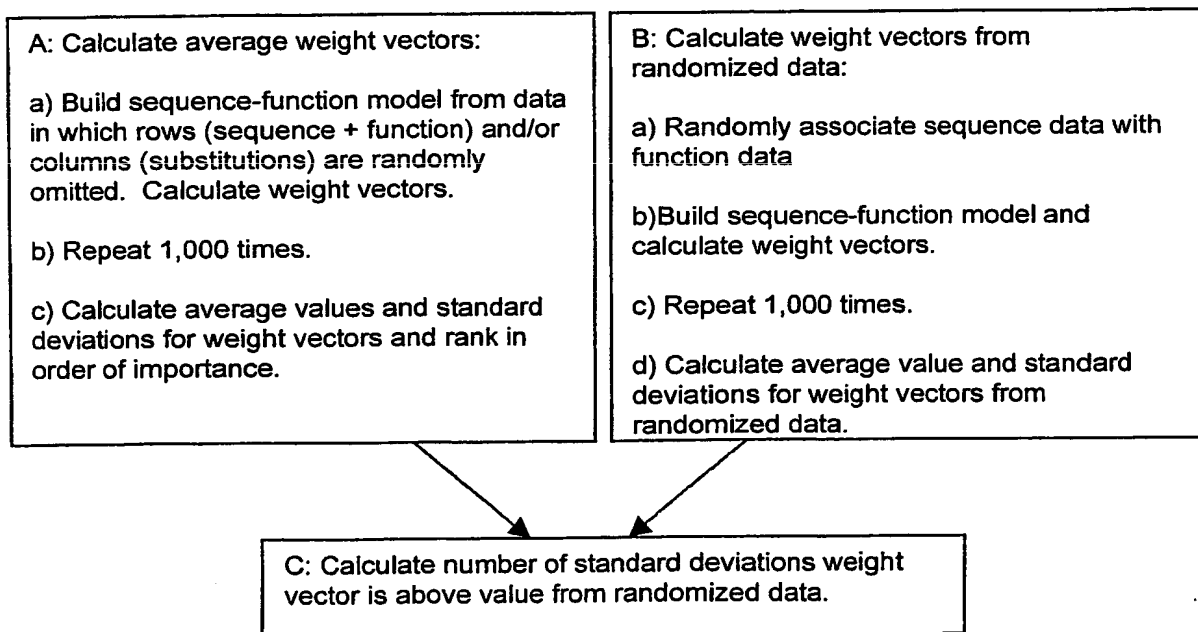 A: Calculate average weight vectors:
a) Build sequence-function model from data
in which rows (sequence + function) and/or
columns (substitutions) are randomly
omitted. Calculate weight vectors.
b) Repeat 1,000 times.
c) Calculate average values and standard
deviations for weight vectors and rank in
order of importance.
B: Calculate weight vectors from
randomized data:
a) Randomly associate sequence data with
function data
b)Build sequence-function model and
calculate weight vectors.
c) Repeat 1,000 times.
d) Calculate average value and standard
deviations for weight vectors from
randomized data.
C: Calculate number of standard deviations weight
vector is above value from randomized data.